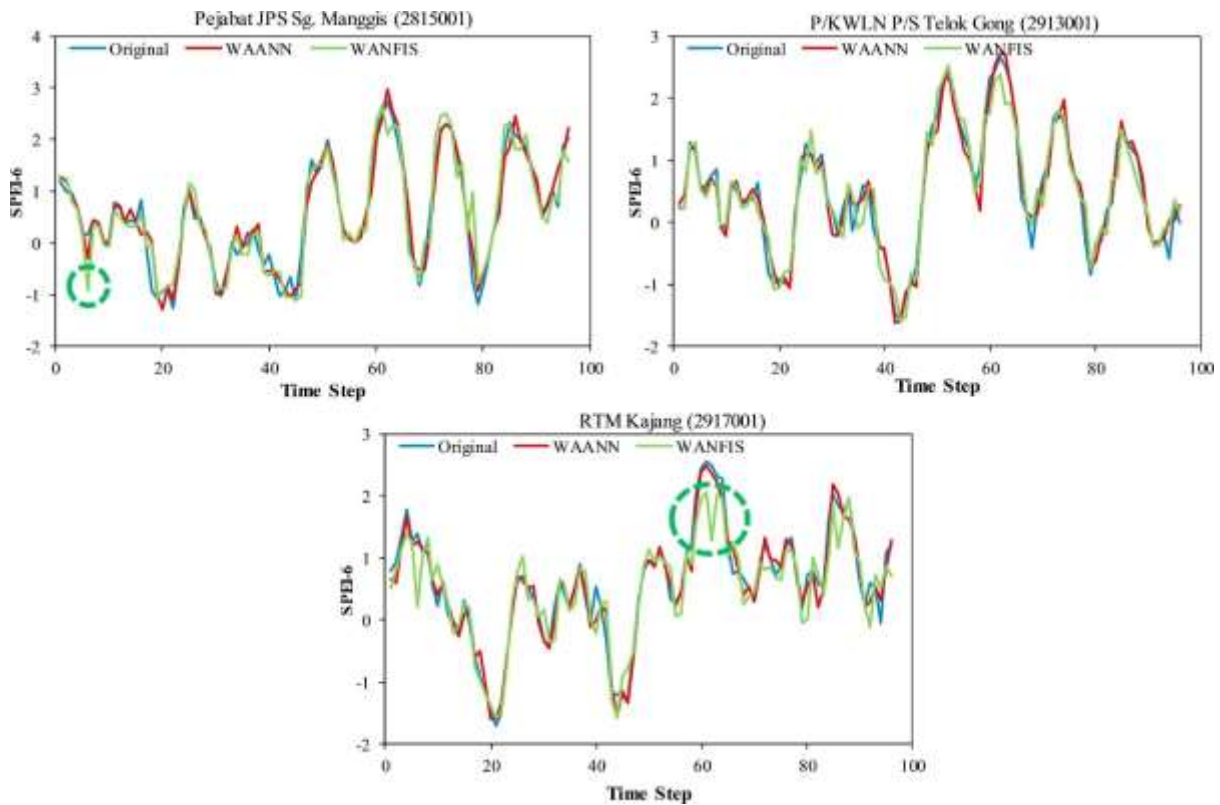 Pejabat JPS Sg. Manggis (2815001)
4
Original WAANN WANFIS
3
2
1
0
-1
-2
SPEI-6
0 20 40 60 80 100
Time Step
P/KWLN P/S Telok Gong (2913001)
3
Original WAANN WANFIS
2
1
0
-1
-2
SPEI-6
0 20 40 60 80 100
Time Step
RTM Kajang (2917001)
3
Original WAANN WANFIS
2
1
0
-1
-2
SPEI-6
0 20 40 60 80 100
Time Step